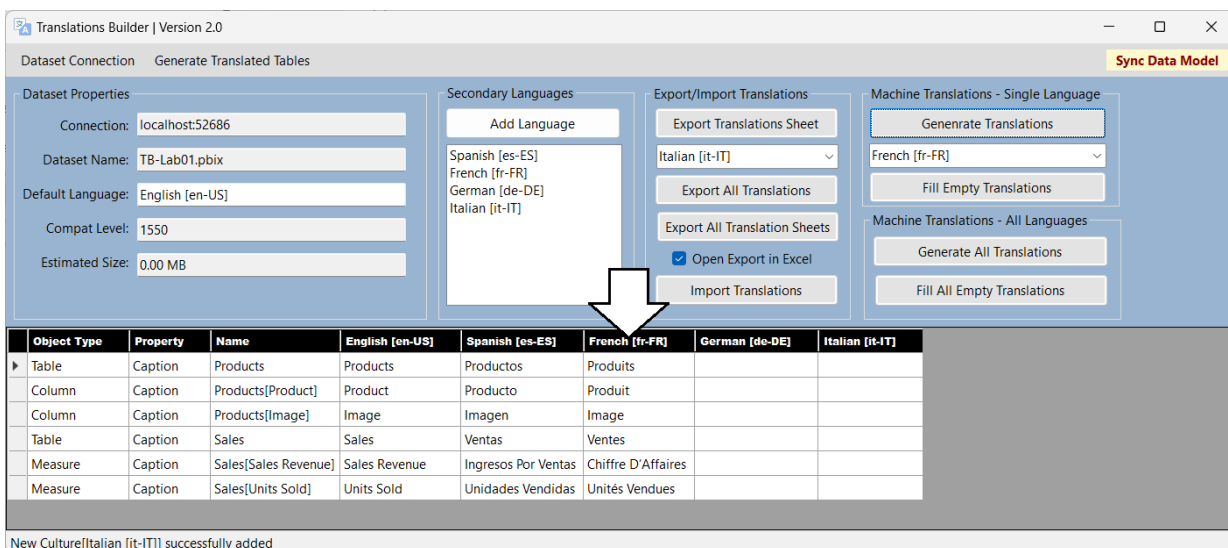 Translations Builder | Version 2.0
Dataset Connection Generate Translated Tables Sync Data Model
Dataset Properties
Connection: localhost:52686
Dataset Name: TB-Lab01.pbix
Default Language: English [en-US]
Compat Level: 1550
Estimated Size: 0.00 MB
Secondary Languages
Add Language
Spanish [es-ES]
French [fr-FR]
German [de-DE]
Italian [it-IT]
Export/Import Translations
Export Translations Sheet
Italian [it-IT]
Export All Translations
Export All Translation Sheets
Open Export in Excel
Import Translations
Machine Translations - Single Language
Genenrate Translations
French [fr-FR]
Fill Empty Translations
Machine Translations - All Languages
Generate All Translations
Fill All Empty Translations
Object Type Property Name English [en-US] Spanish [es-ES] French [fr-FR] German [de-DE] Italian [it-IT]
Table Caption Products Products Productos Produits
Column Caption Products[Product] Product Producto Produit
Column Caption Products[Image] Image Imagen Image
Table Caption Sales Sales Ventas Ventes
Measure Caption Sales[Sales Revenue] Sales Revenue Ingresos Por Ventas Chiffre D'Affaires
Measure Caption Sales[Units Sold] Units Sold Unidades Vendidas Unités Vendues
New Culture[Italian [it-IT]] successfully added